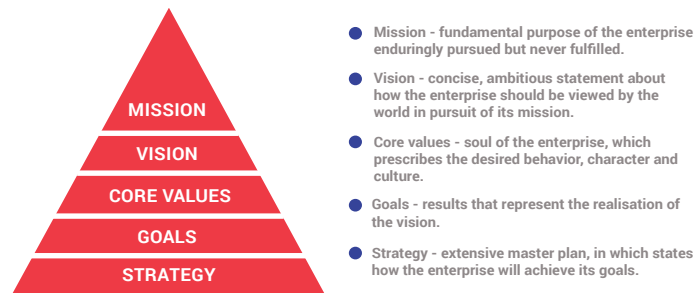 MISSION
VISION
CORE VALUES
GOALS
STRATEGY
Mission - fundamental purpose of the enterprise
enduringly pursued but never fulfilled.
Vision - concise, ambitious statement about
how the enterprise should be viewed by the
world in pursuit of its mission.
Core values - soul of the enterprise, which
prescribes the desired behavior, character and
culture.
Goals - results that represent the realisation of
the vision.
Strategy - extensive master plan, in which states
how the enterprise will achieve its goals.